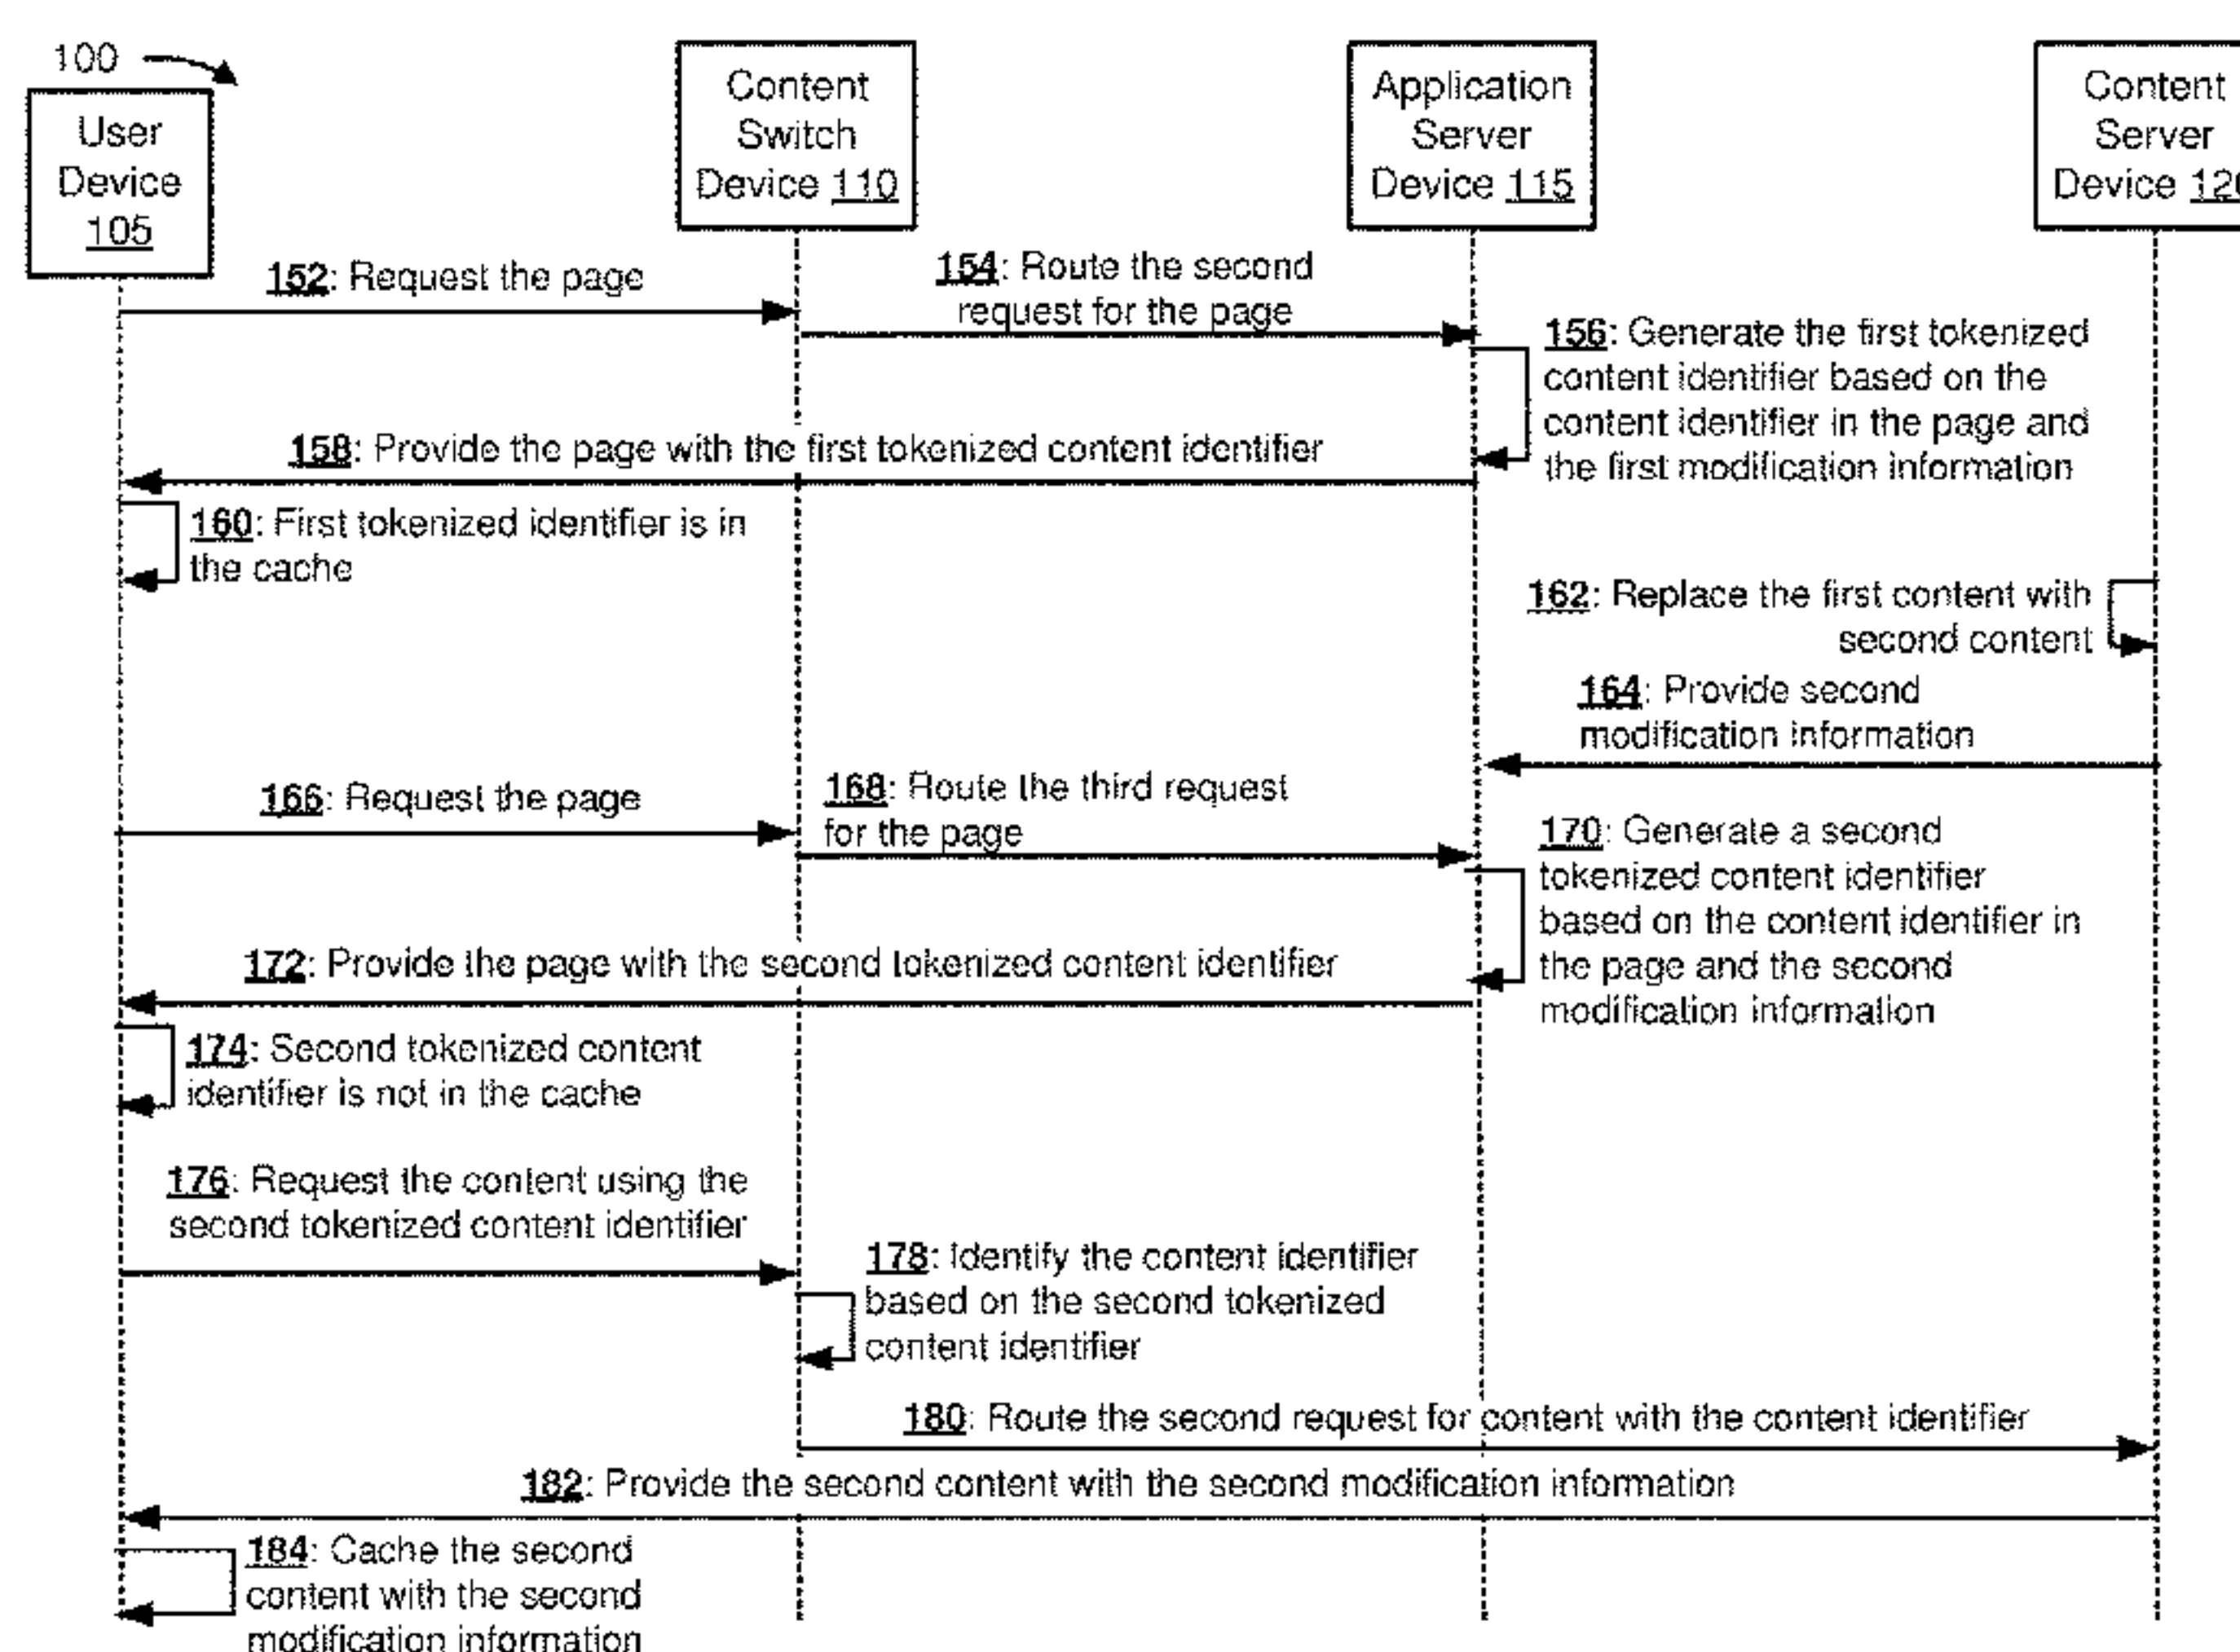 100
User
Device
105
Content
Switch
Device 110
Application
Server
Device 115
Content
Server
Device
152: Request the page
154: Route the second
request for the page
156: Generate the first tokenized
content identifier based on the
content identifier in the page and
the first modification information
158: Provide the page with the first tokenized content identifier
160: First tokenized identifier is in
the cache
162: Replace the first content with
second content
164: Provide second
modification information
166: Request the page
168: Route the third request
for the page
170: Generate a second
tokenized content identifier
based on the content identifier in
the page and the second
modification information
172: Provide the page with the second tokenized content identifier
174: Second tokenized content
identifier is not in the cache
176: Request the content using the
second tokenized content identifier
178: Identify the content identifier
based on the second tokenized
content identifier
180: Route the second request for content with the content identifier
182: Provide the second content with the second modification information
184: Cache the second
content with the second
modification information